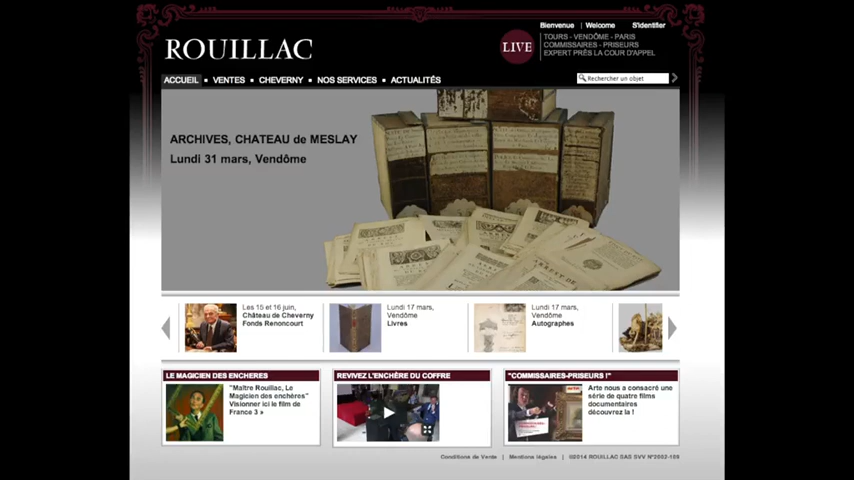 Bienvenue | Welcome S'identifier
ROUILLAC
LIVE
TOURS - VENDÔME - PARIS
COMMISSAIRES - PRISEURS
EXPERT PRÈS LA COUR D'APPEL
ACCUEIL ▪ VENTES ▪ CHEVERNY ▪ NOS SERVICES ▪ ACTUALITÉS
Rechercher un objet
ARCHIVES, CHATEAU de MESLAY
Lundi 31 mars, Vendôme
Les 15 et 16 juin,
Château de Cheverny
Fonds Renoncourt
Lundi 17 mars,
Vendôme
Livres
Lundi 17 mars,
Vendôme
Autographes
LE MAGICIEN DES ENCHERES
"Maître Rouillac, Le
Magicien des enchères"
Visionner ici le film de
France 3 »
REVIVEZ L'ENCHÈRE DU COFFRE
"COMMISSAIRES-PRISEURS !"
Arte nous a consacré une
série de quatre films
documentaires
découvrez la !
Conditions de Vente | Mentions légales | ©2014 ROUILLAC SAS SVV N°2002-189